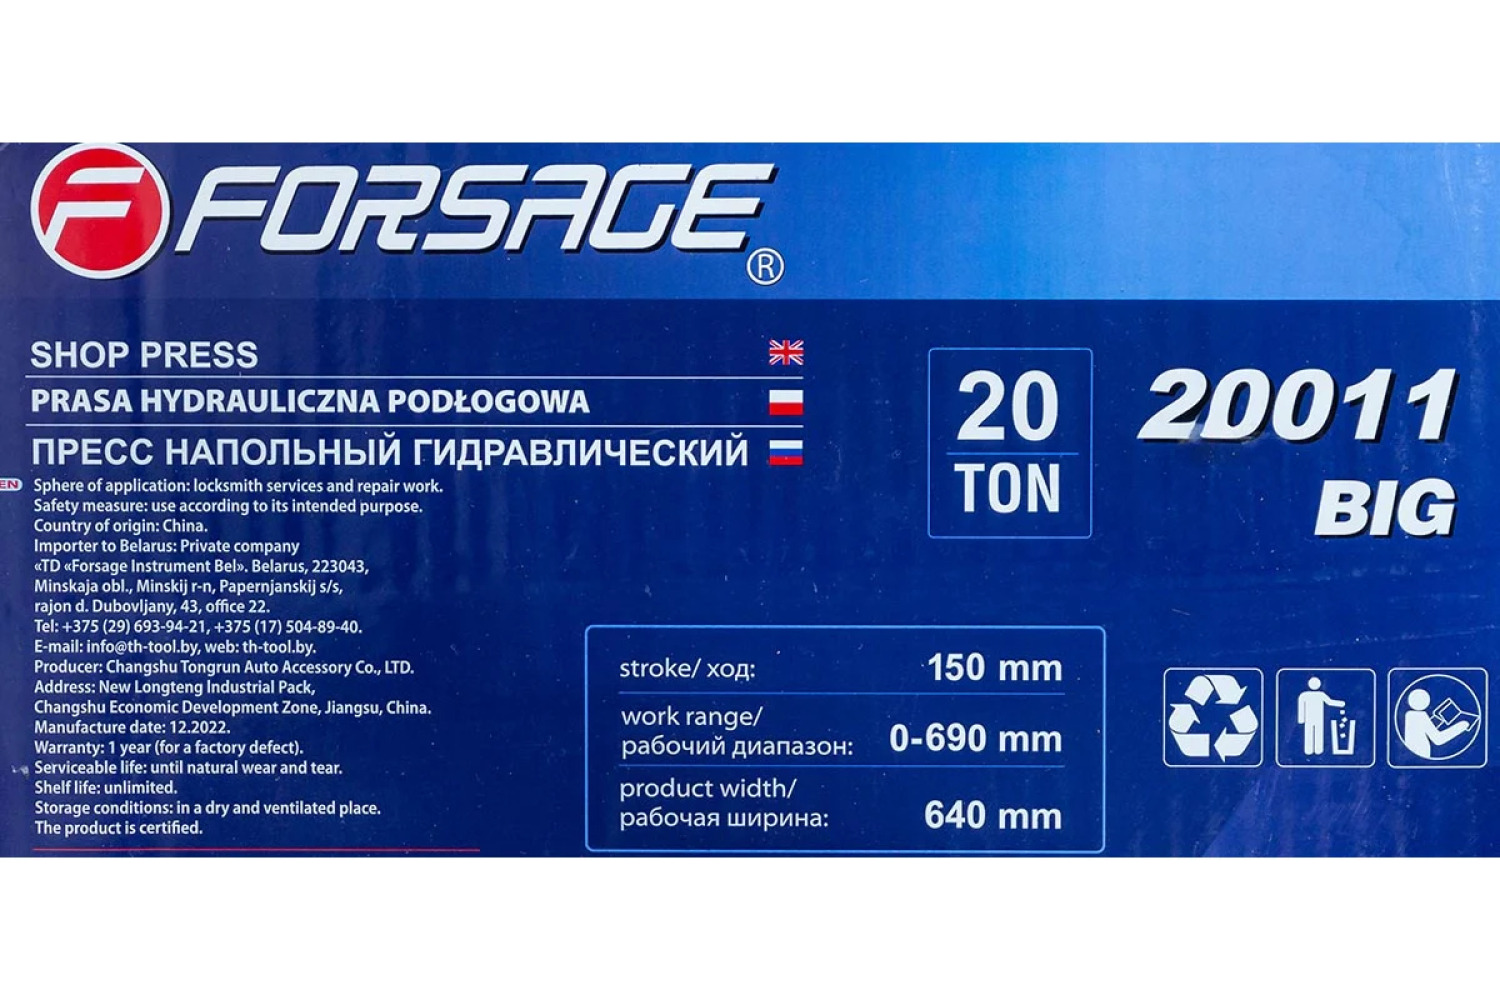 F FORSAGE ®
SHOP PRESS
PRASA HYDRAULICZNA PODŁOGOWA
ПРЕСС НАПОЛЬНЫЙ ГИДРАВЛИЧЕСКИЙ
EN
Sphere of application: locksmith services and repair work.
Safety measure: use according to its intended purpose.
Country of origin: China.
Importer to Belarus: Private company
«TD «Forsage Instrument Bel». Belarus, 223043,
Minskaja obl., Minskij r-n, Papernjanskij s/s,
rajon d. Dubovljany, 43, office 22.
Tel: +375 (29) 693-94-21, +375 (17) 504-89-40.
E-mail: info@th-tool.by, web: th-tool.by.
Producer: Changshu Tongrun Auto Accessory Co., LTD.
Address: New Longteng Industrial Pack,
Changshu Economic Development Zone, Jiangsu, China.
Manufacture date: 12.2022.
Warranty: 1 year (for a factory defect).
Serviceable life: until natural wear and tear.
Shelf life: unlimited.
Storage conditions: in a dry and ventilated place.
The product is certified.
20
TON
20011
BIG
stroke/ ход: 150 mm
work range/
рабочий диапазон: 0-690 mm
product width/
рабочая ширина: 640 mm